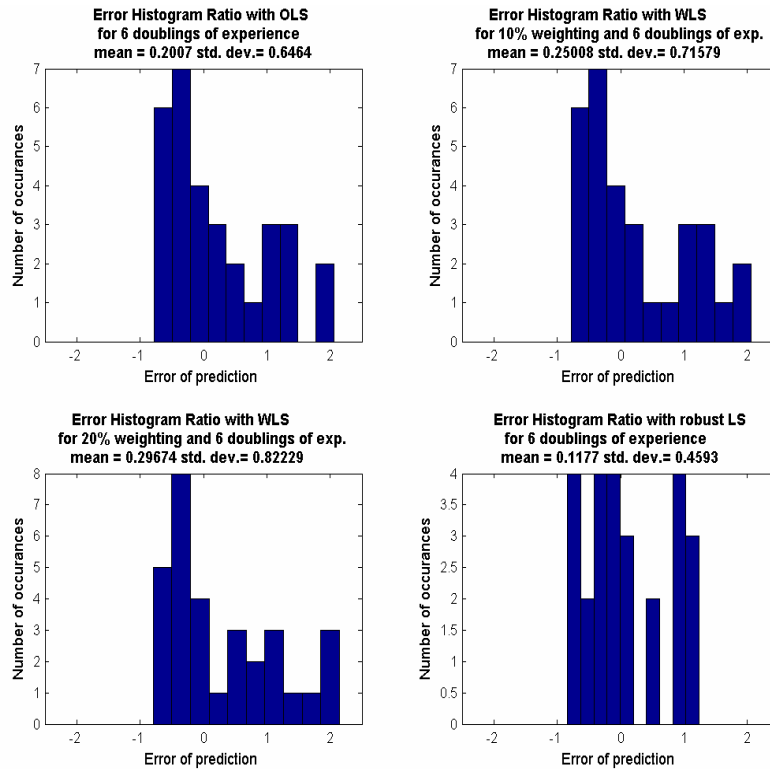 Error Histogram Ratio with OLS
for 6 doublings of experience
mean = 0.2007 std. dev.= 0.6464
7
6
5
4
3
2
1
0
Number of occurances
-2 -1 0 1 2
Error of prediction
Error Histogram Ratio with WLS
for 10% weighting and 6 doublings of exp.
mean = 0.25008 std. dev.= 0.71579
7
6
5
4
3
2
1
0
Number of occurances
-2 -1 0 1 2
Error of prediction
Error Histogram Ratio with WLS
for 20% weighting and 6 doublings of exp.
mean = 0.29674 std. dev.= 0.82229
8
7
6
5
4
3
2
1
0
Number of occurances
-2 -1 0 1 2
Error of prediction
Error Histogram Ratio with robust LS
for 6 doublings of experience
mean = 0.1177 std. dev.= 0.4593
4
3.5
3
2.5
2
1.5
1
0.5
0
Number of occurances
-2 -1 0 1 2
Error of prediction